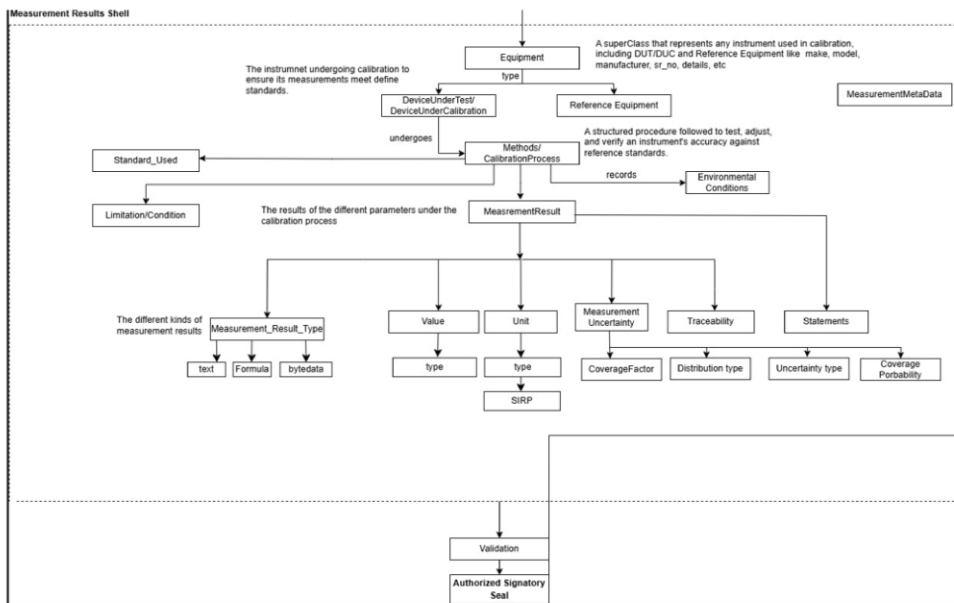 Measurement Results Shell
Equipment
A superClass that represents any instrument used in calibration,
including DUT/DUC and Reference Equipment like make, model,
manufacturer, sr_no, details, etc
type
The instrumnet undergoing calibration to
ensure its measurements meet define
standards.
DeviceUnderTest/
DeviceUnderCalibration
Reference Equipment
MeasurementMetaData
undergoes
A structured procedure followed to test, adjust,
and verify an instrument's accuracy against
reference standards.
Methods/
CalibrationProcess
Standard_Used
records
Environmental
Conditions
Limitation/Condition
The results of the different parameters under the
calibration process
MeasrementResult
The different kinds of
measurement results
Measurement_Result_Type
Value
Unit
Measurement
Uncertainty
Traceability
Statements
text
Formula
bytedata
type
type
CoverageFactor
Distribution type
Uncertainty type
Coverage
Porbability
SIRP
Validation
Authorized Signatory
Seal